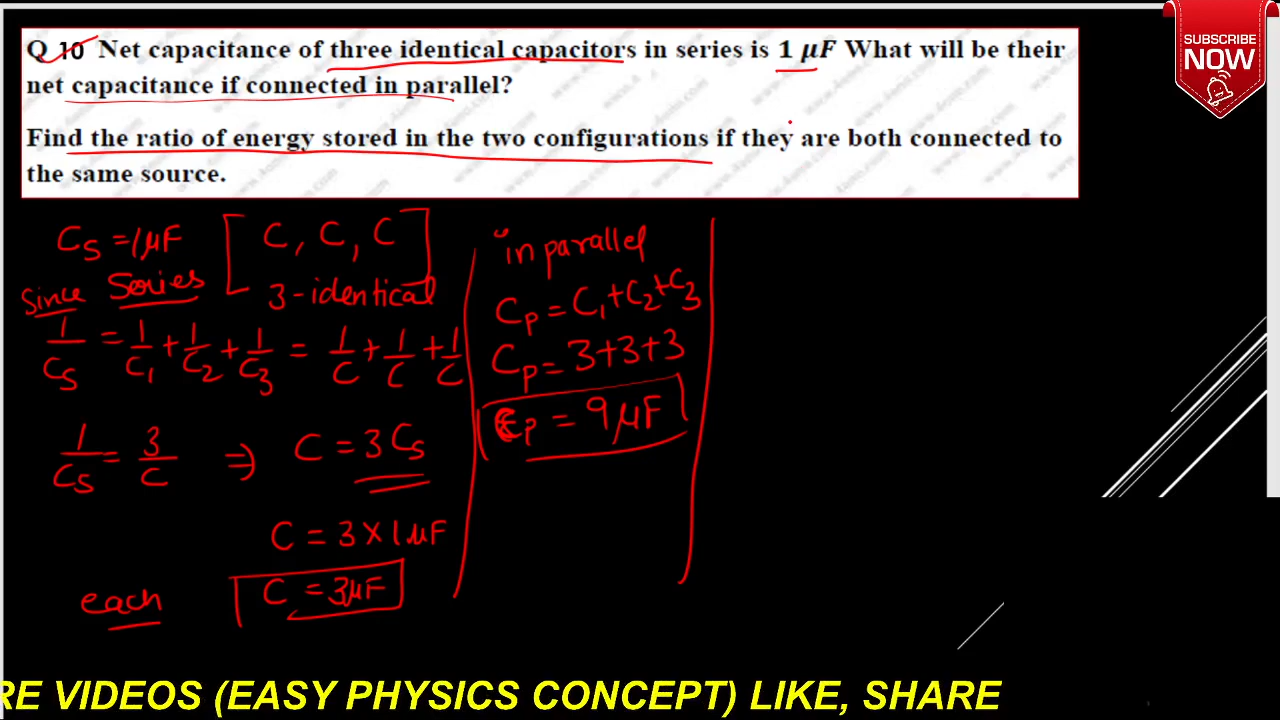 SUBSCRIBE
NOW
Q 10 Net capacitance of three identical capacitors in series is 1 μF What will be their
net capacitance if connected in parallel?
Find the ratio of energy stored in the two configurations if they are both connected to
the same source.
Cs = 1μF [C, C, C]
3-identical
Since Series
1/Cs = 1/C1 + 1/C2 + 1/C3 = 1/C + 1/C + 1/C
1/Cs = 3/C ⇒ C = 3Cs
C = 3 × 1μF
each C = 3μF
in parallel
Cp = C1+C2+C3
Cp = 3+3+3
Cp = 9μF
RE VIDEOS (EASY PHYSICS CONCEPT) LIKE, SHARE